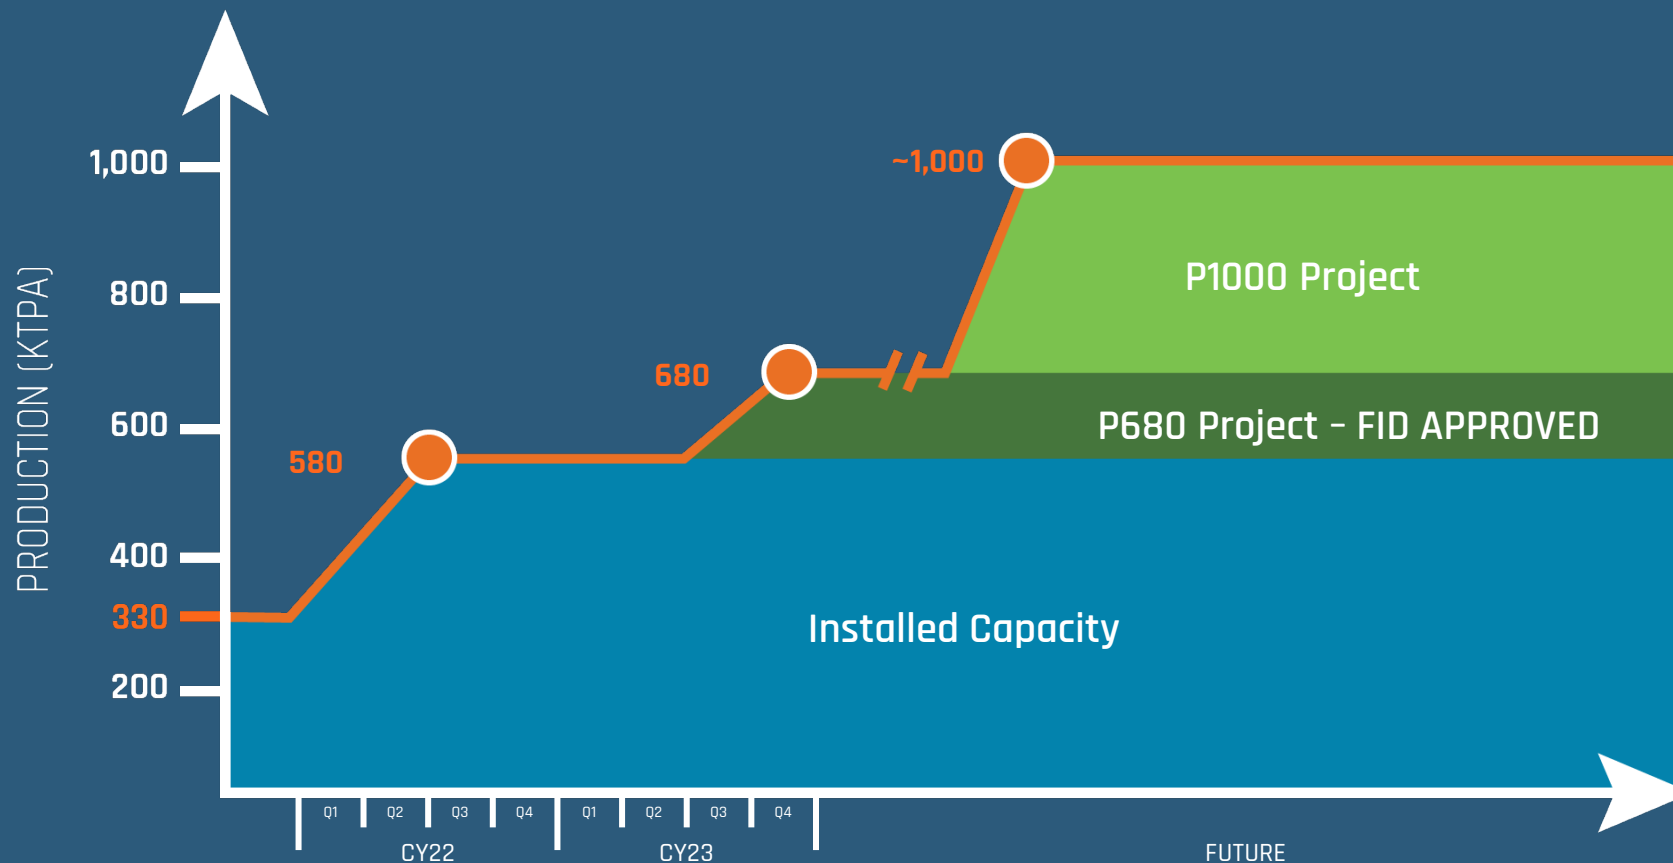 PRODUCTION (KTPA)
1,000
800
600
400
330
200
580
680
~1,000
P1000 Project
P680 Project – FID APPROVED
Installed Capacity
Q1 Q2 Q3 Q4 Q1 Q2 Q3 Q4
CY22 CY23 FUTURE